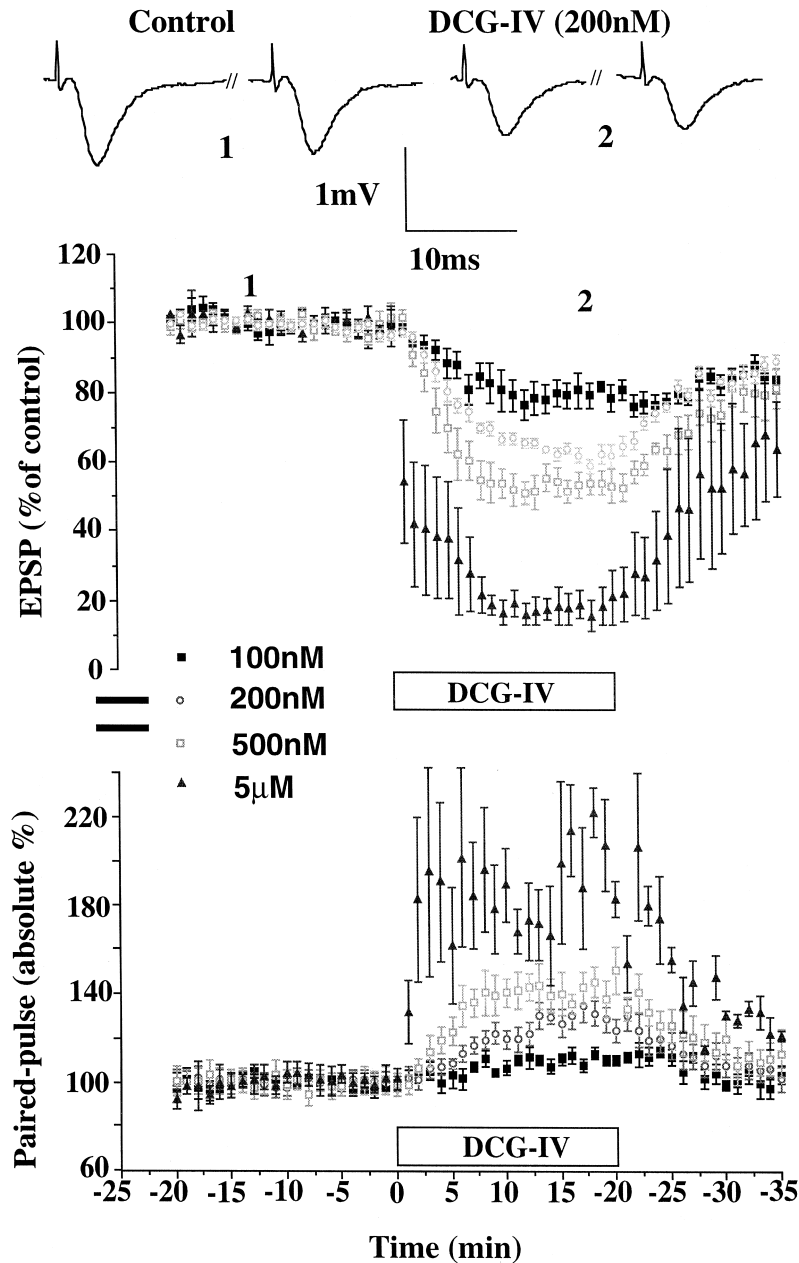 Control
DCG-IV (200nM)
//
//
1
2
1mV
10ms
120
100
80
60
40
20
0
EPSP (%of control)
1
2
DCG-IV
100nM
200nM
500nM
5μM
220
180
140
100
60
Paired-pulse (absolute %)
DCG-IV
-25 -20 -15 -10 -5 0 5 10 15 20 -25 -30 -35
Time (min)